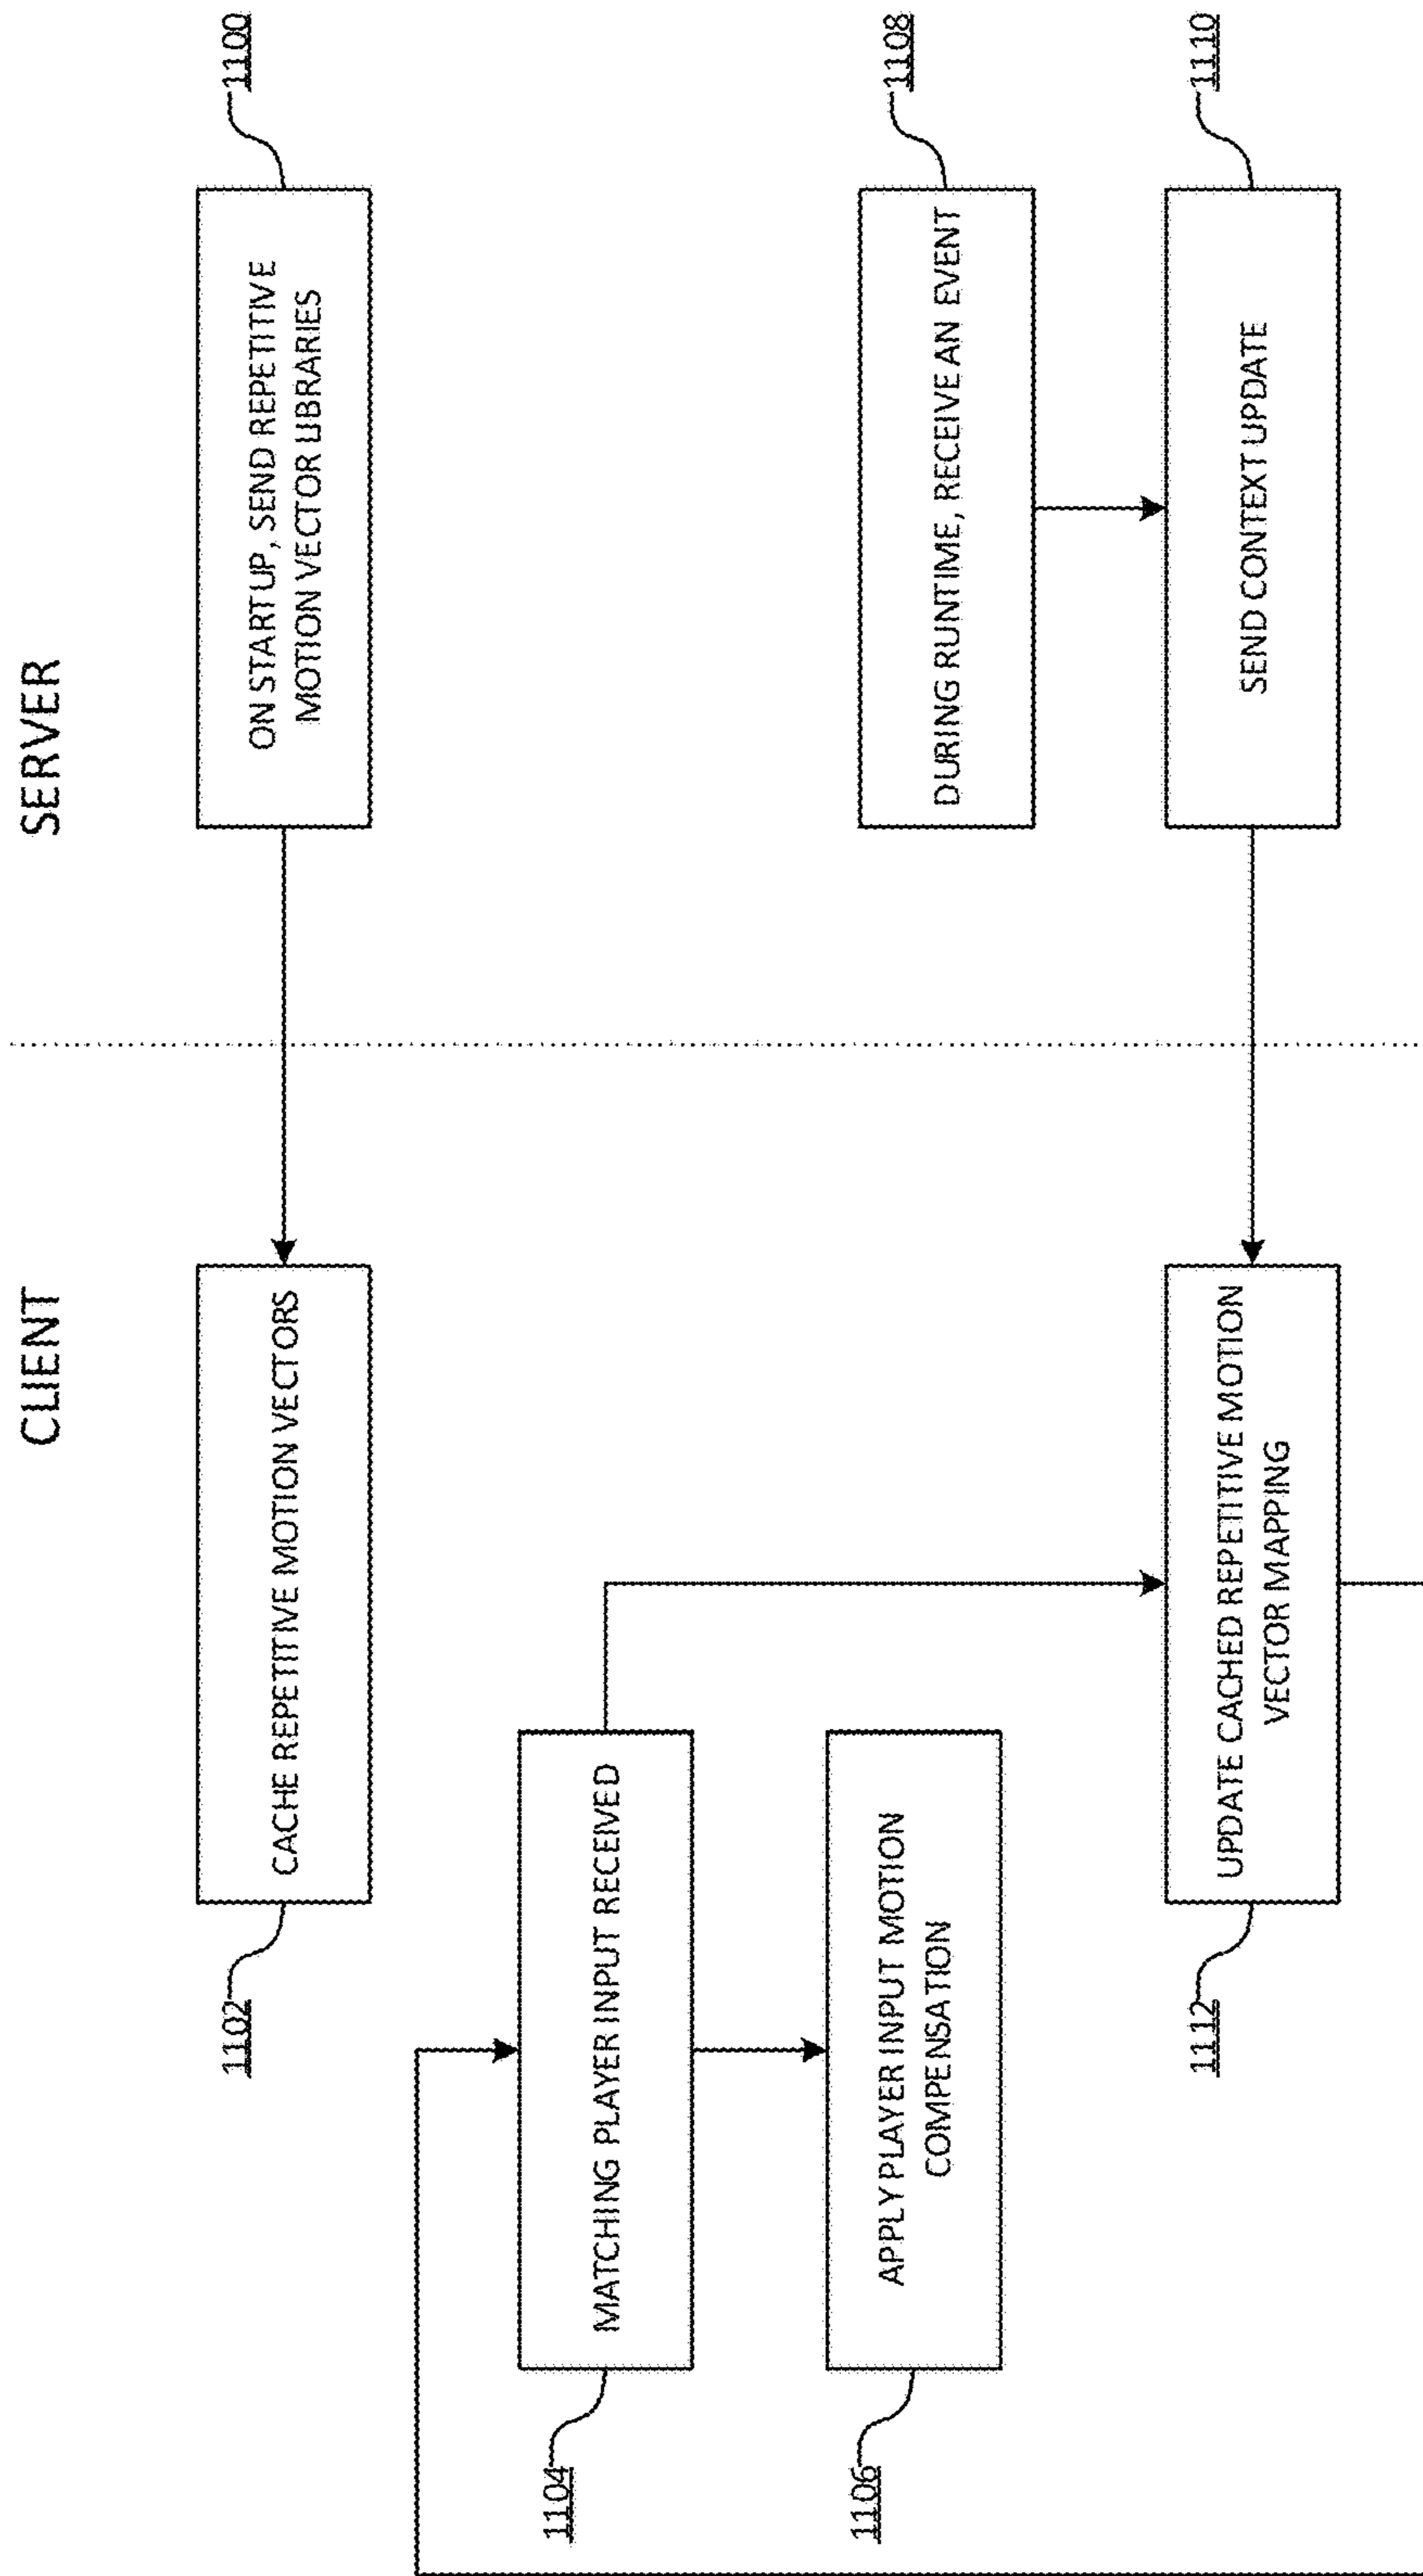 CLIENT
SERVER
1102
CACHE REPETITIVE MOTION VECTORS
ON STARTUP, SEND REPETITIVE
MOTION VECTOR LIBRARIES
1100
1104
MATCHING PLAYER INPUT RECEIVED
1106
APPLY PLAYER INPUT MOTION
COMPENSATION
DURING RUNTIME, RECEIVE AN EVENT
1108
1112
UPDATE CACHED REPETITIVE MOTION
VECTOR MAPPING
SEND CONTEXT UPDATE
1110